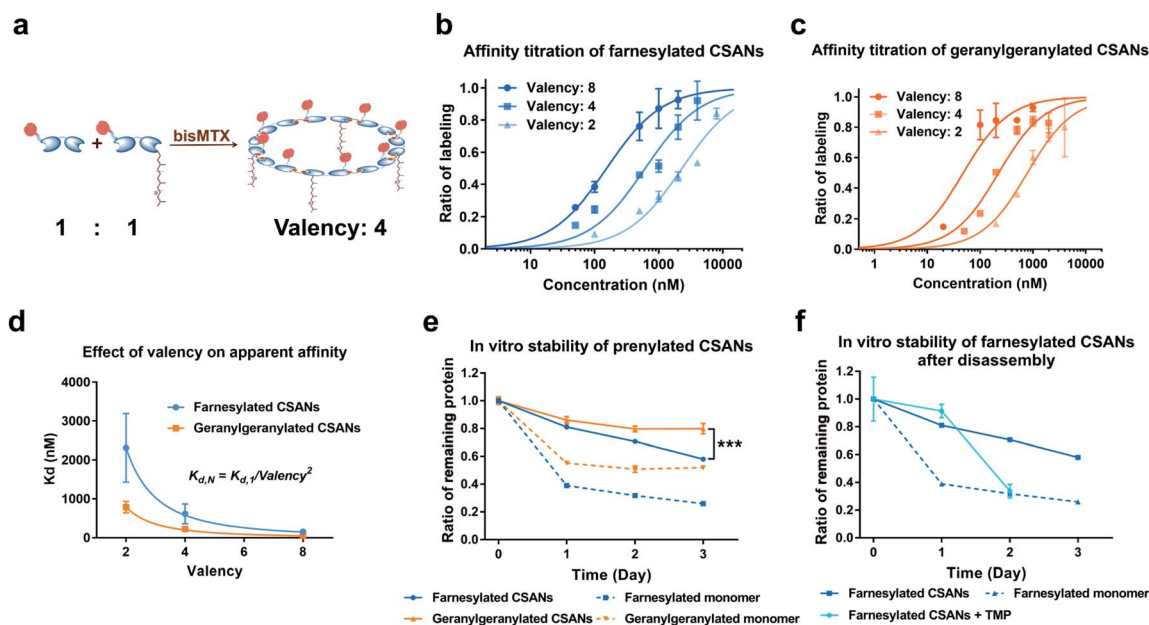 a
bisMTX
+
1 : 1
Valency: 4
b
Affinity titration of farnesylated CSANs
Valency: 8
Valency: 4
Valency: 2
Ratio of labeling
1.0
0.8
0.6
0.4
0.2
0.0
10 100 1000 10000
Concentration (nM)
c
Affinity titration of geranylgeranylated CSANs
Valency: 8
Valency: 4
Valency: 2
Ratio of labeling
1.0
0.8
0.6
0.4
0.2
0.0
1 10 100 1000 10000
Concentration (nM)
d
Effect of valency on apparent affinity
Farnesylated CSANs
Geranylgeranylated CSANs
Kd,N = Kd,1/Valency²
Kd (nM)
4000
3000
2000
1000
0
2 4 6 8
Valency
e
In vitro stability of prenylated CSANs
Ratio of remaining protein
1.2
1.0
0.8
0.6
0.4
0.2
0.0
***
0 1 2 3
Time (Day)
Farnesylated CSANs
Farnesylated monomer
Geranylgeranylated CSANs
Geranylgeranylated monomer
f
In vitro stability of farnesylated CSANs
after disassembly
Ratio of remaining protein
1.2
1.0
0.8
0.6
0.4
0.2
0.0
0 1 2 3
Time (Day)
Farnesylated CSANs
Farnesylated monomer
Farnesylated CSANs + TMP